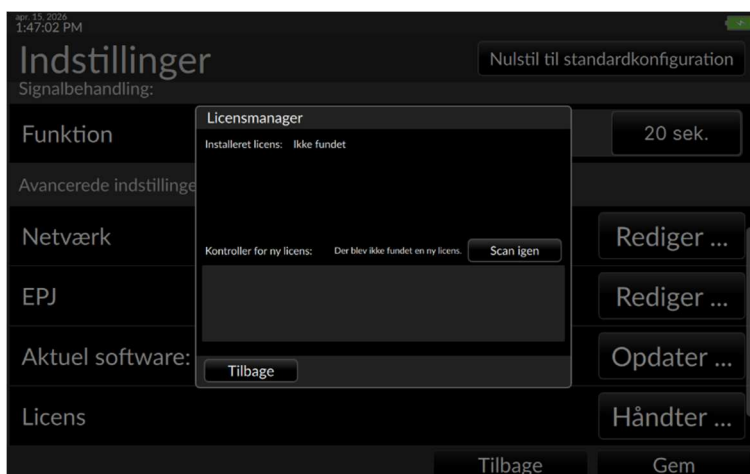 apr. 15, 2026
1:47:02 PM
Indstillinger
Nulstil til standardkonfiguration
Signalbehandling:
Licensmanager
Funktion
20 sek.
Installeret licens: Ikke fundet
Avancerede indstillinge
Netværk
Rediger ...
Kontroller for ny licens: Der blev ikke fundet en ny licens. Scan igen
EPJ
Rediger ...
Aktuel software:
Opdater ...
Tilbage
Licens
Håndter ...
Tilbage
Gem